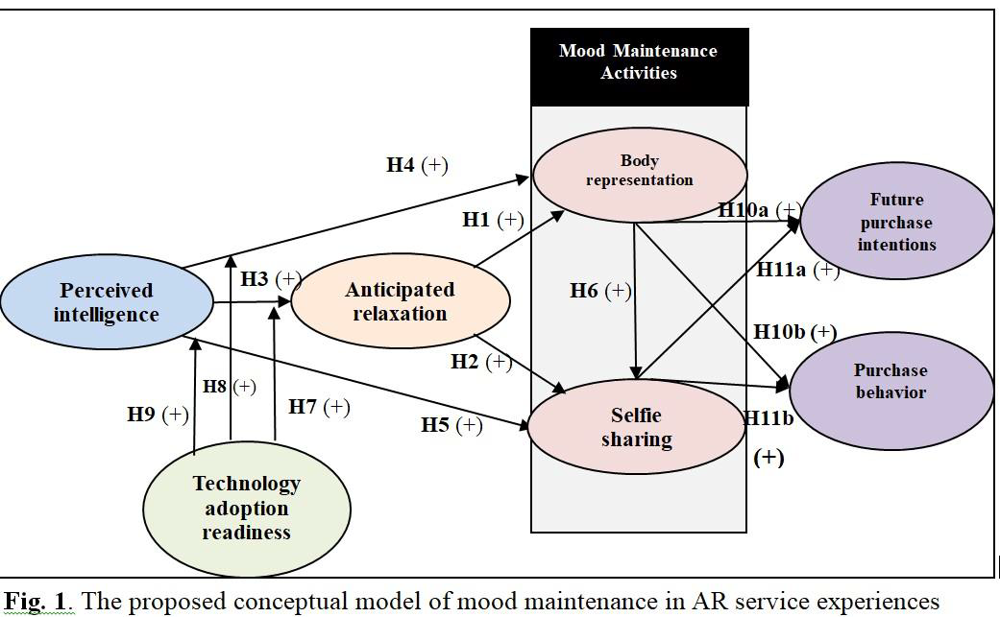 Mood Maintenance
Activities
Body
representation
H4 (+)
H1 (+)
H10a (+)
Future
purchase
intentions
H11a (+)
H3 (+)
Perceived
intelligence
Anticipated
relaxation
H6 (+)
H10b (+)
H2 (+)
Purchase
behavior
H8 (+)
H9 (+)
H7 (+)
H5 (+)
Selfie
sharing
H11b
(+)
Technology
adoption
readiness
Fig. 1. The proposed conceptual model of mood maintenance in AR service experiences